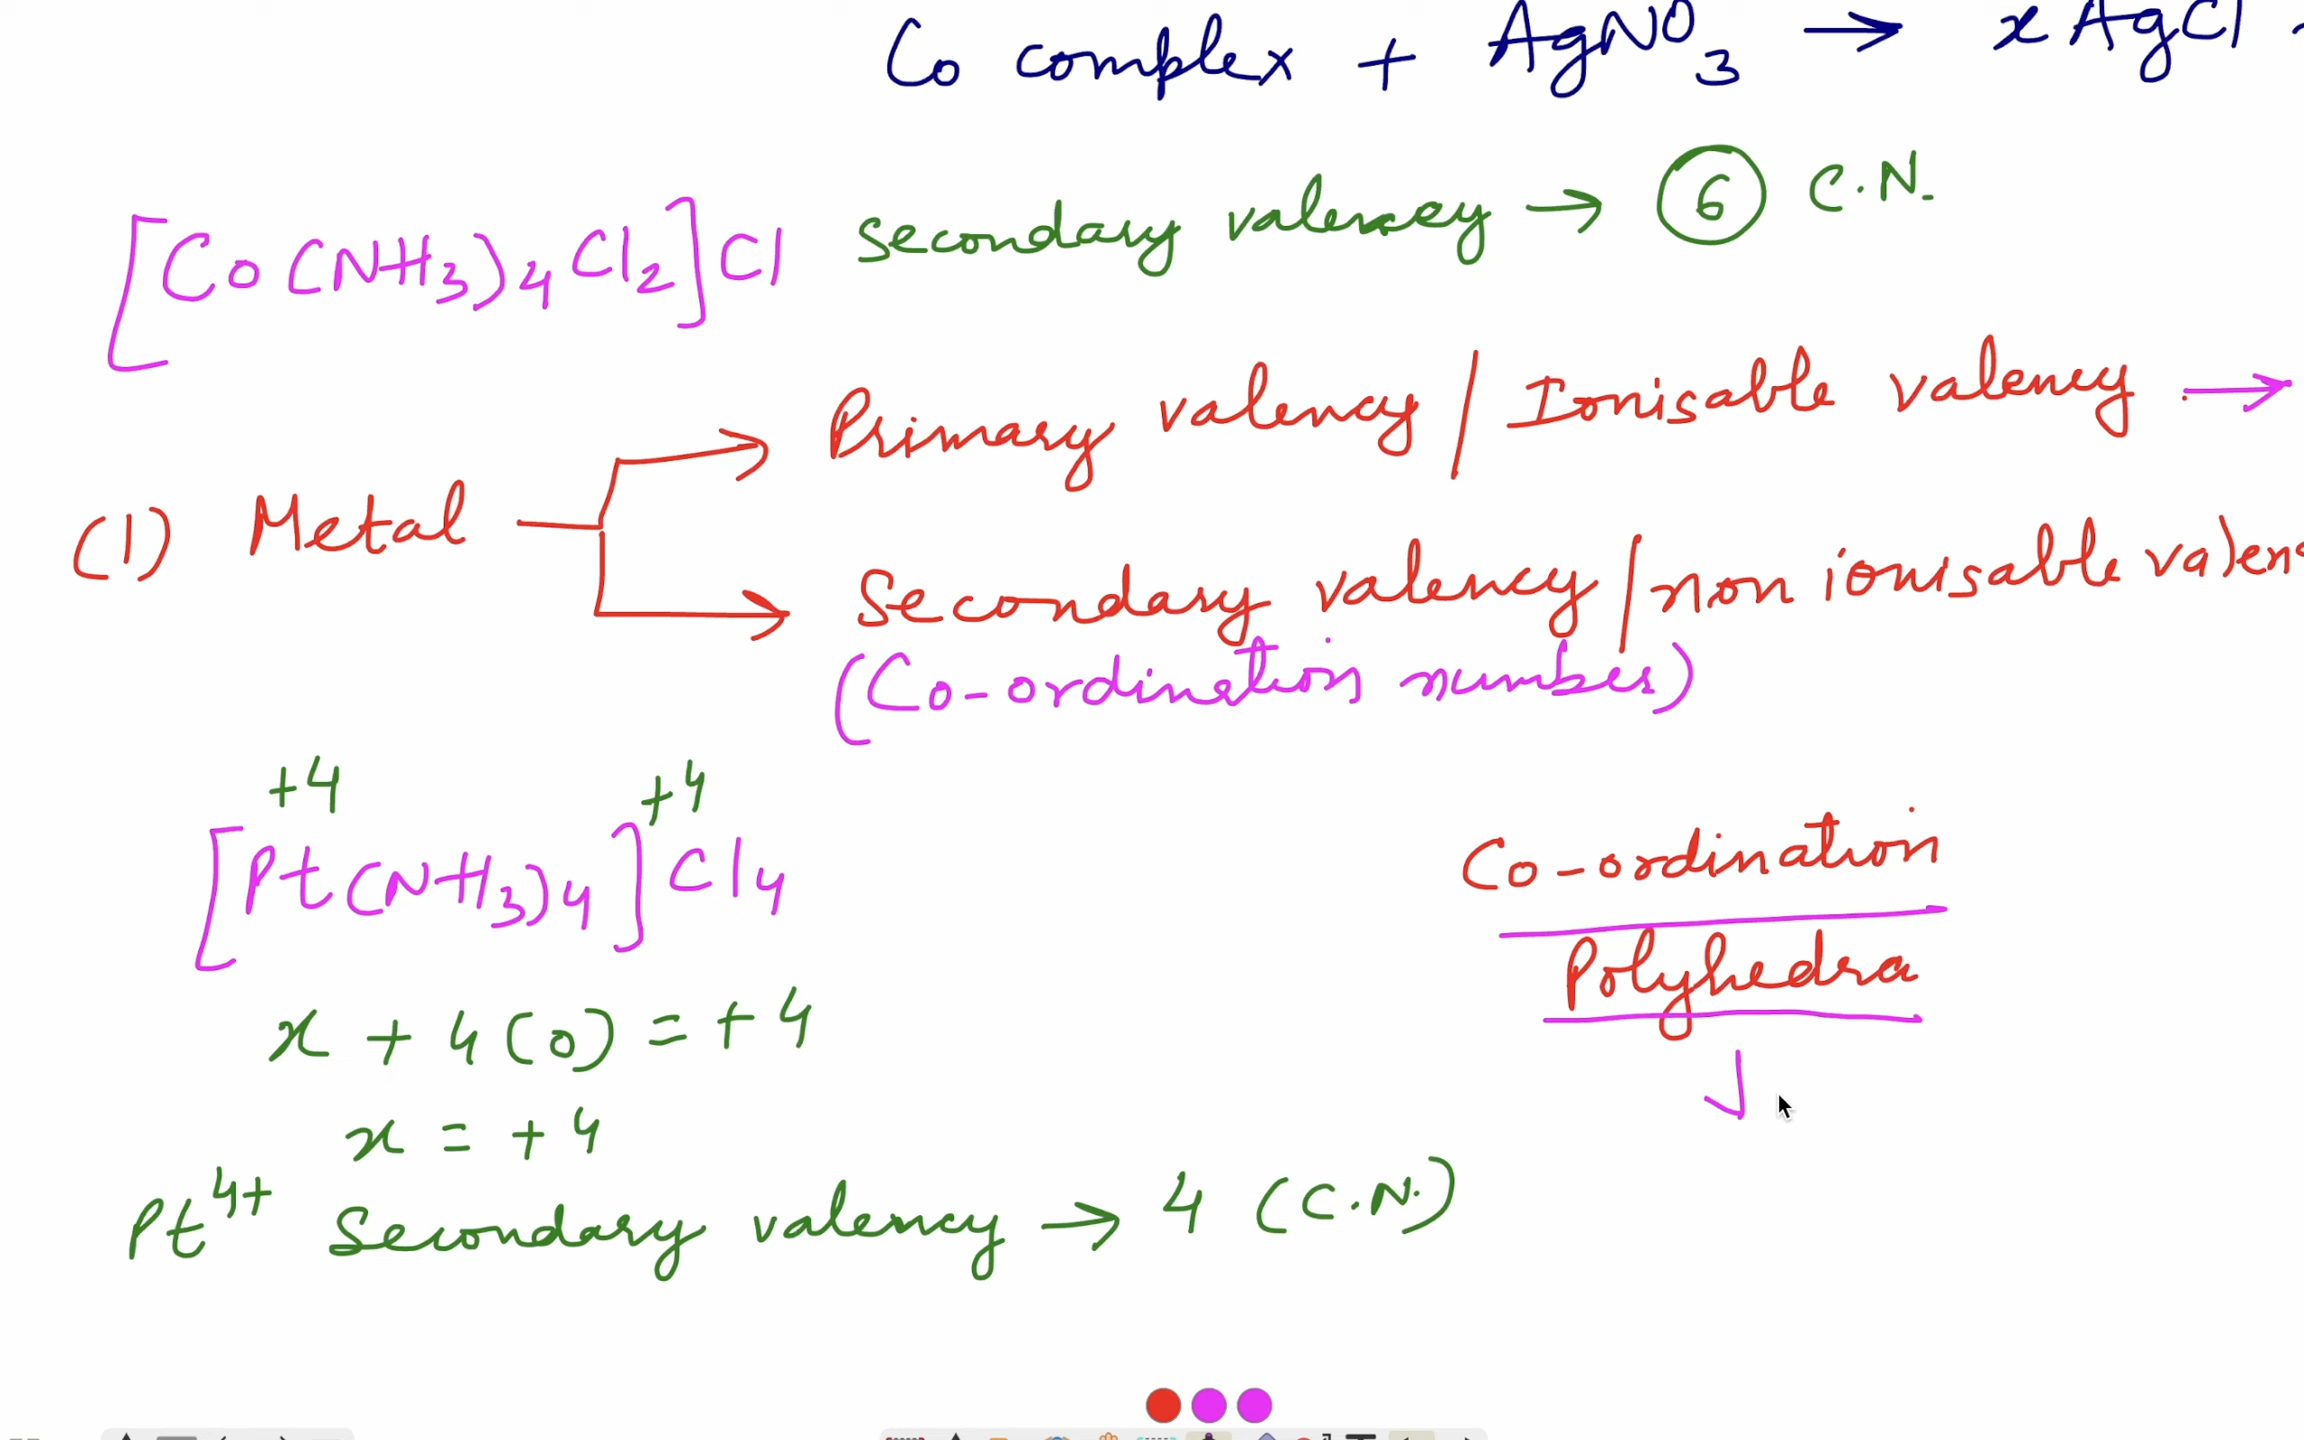 Co complex + AgNO3 → x AgCl
Secondary valency → 6 C.N.
[Co(NH3)4Cl2]Cl
Primary valency / Ionisable valency →
(1) Metal
Secondary valency / non ionisable valen
(Co-ordination number)
+4 +4
[Pt(NH3)4]Cl4
Co-ordination
Polyhedra
x + 4(0) = +4
x = +4
Pt4+ Secondary valency → 4 (C.N.)